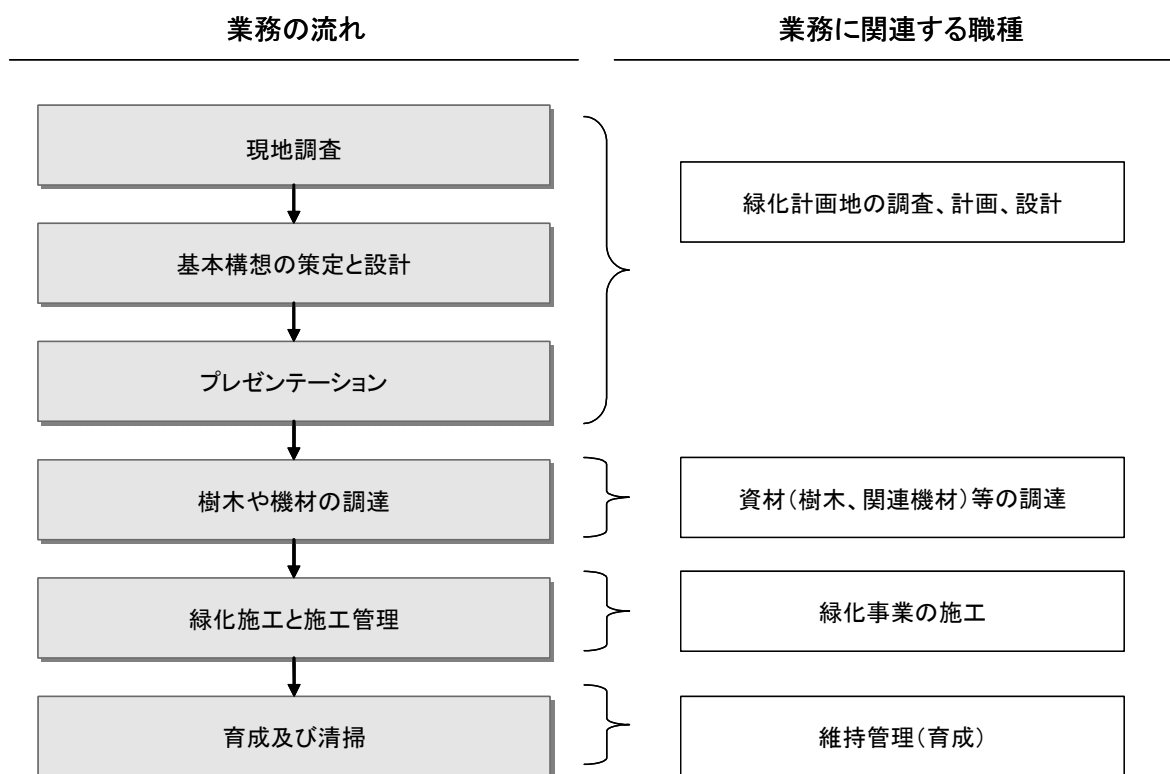 業務の流れ
業務に関連する職種
現地調査
基本構想の策定と設計
プレゼンテーション
樹木や機材の調達
緑化施工と施工管理
育成及び清掃
緑化計画地の調査、計画、設計
資材（樹木、関連機材）等の調達
緑化事業の施工
維持管理（育成）